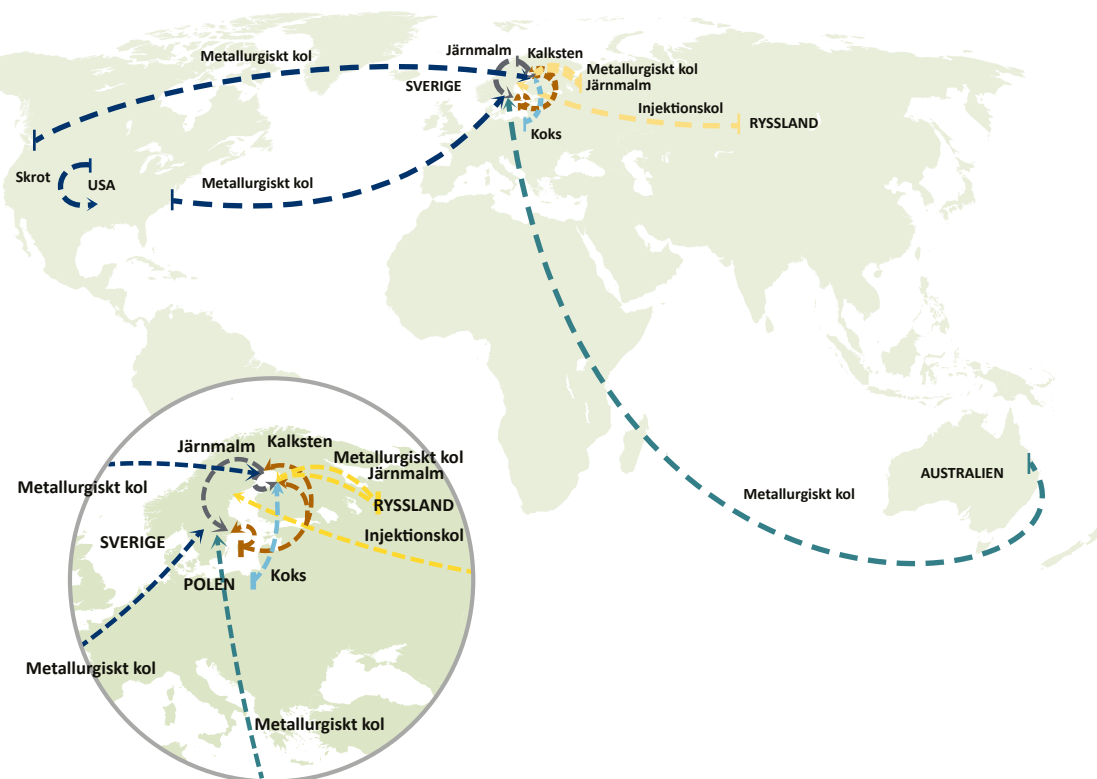 Järnmalm
Kalksten
Metallurgiskt kol
Metallurgiskt kol
Järnmalm
SVERIGE
Injektionskol
RYSSLAND
Koks
Skrot
USA
Metallurgiskt kol
AUSTRALIEN
Metallurgiskt kol
Järnmalm
Kalksten
Metallurgiskt kol
Järnmalm
Metallurgiskt kol
RYSSLAND
Injektionskol
SVERIGE
POLEN
Koks
Metallurgiskt kol
Metallurgiskt kol